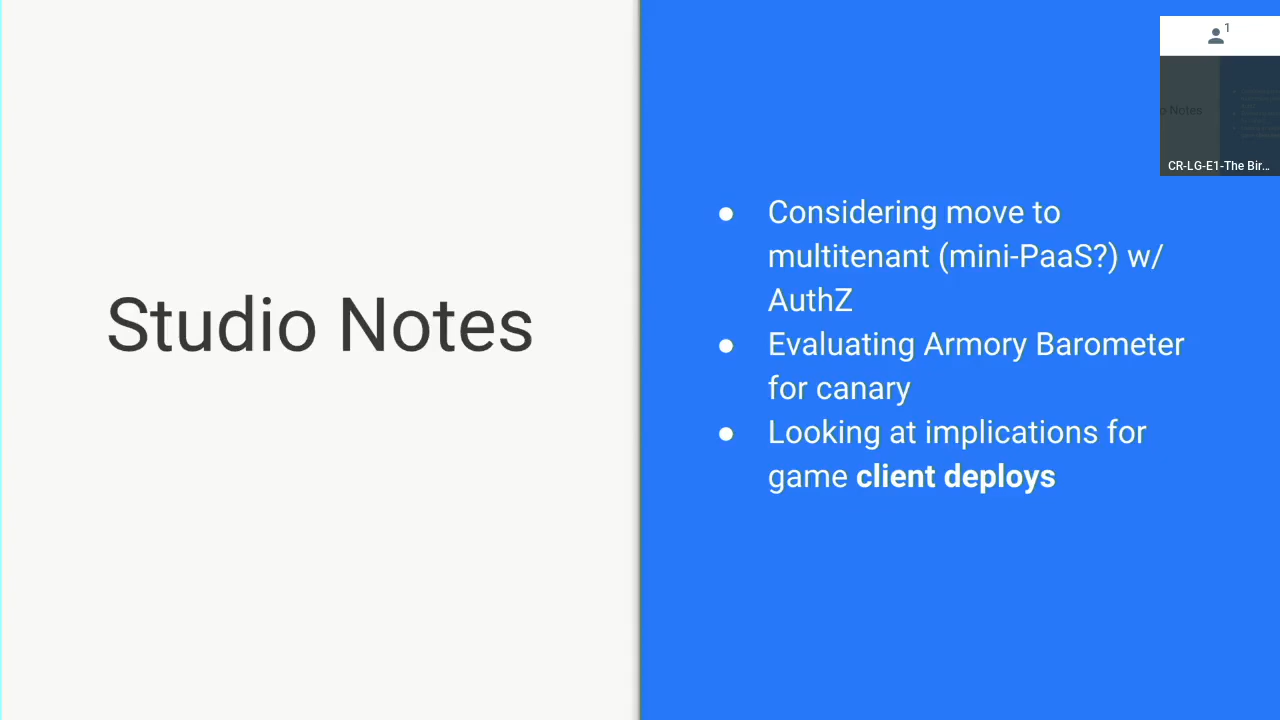 Studio Notes
● Considering move to
multitenant (mini-PaaS?) w/
AuthZ
● Evaluating Armory Barometer
for canary
● Looking at implications for
game client deploys
1
Notes
CR-LG-E1-The Bir...